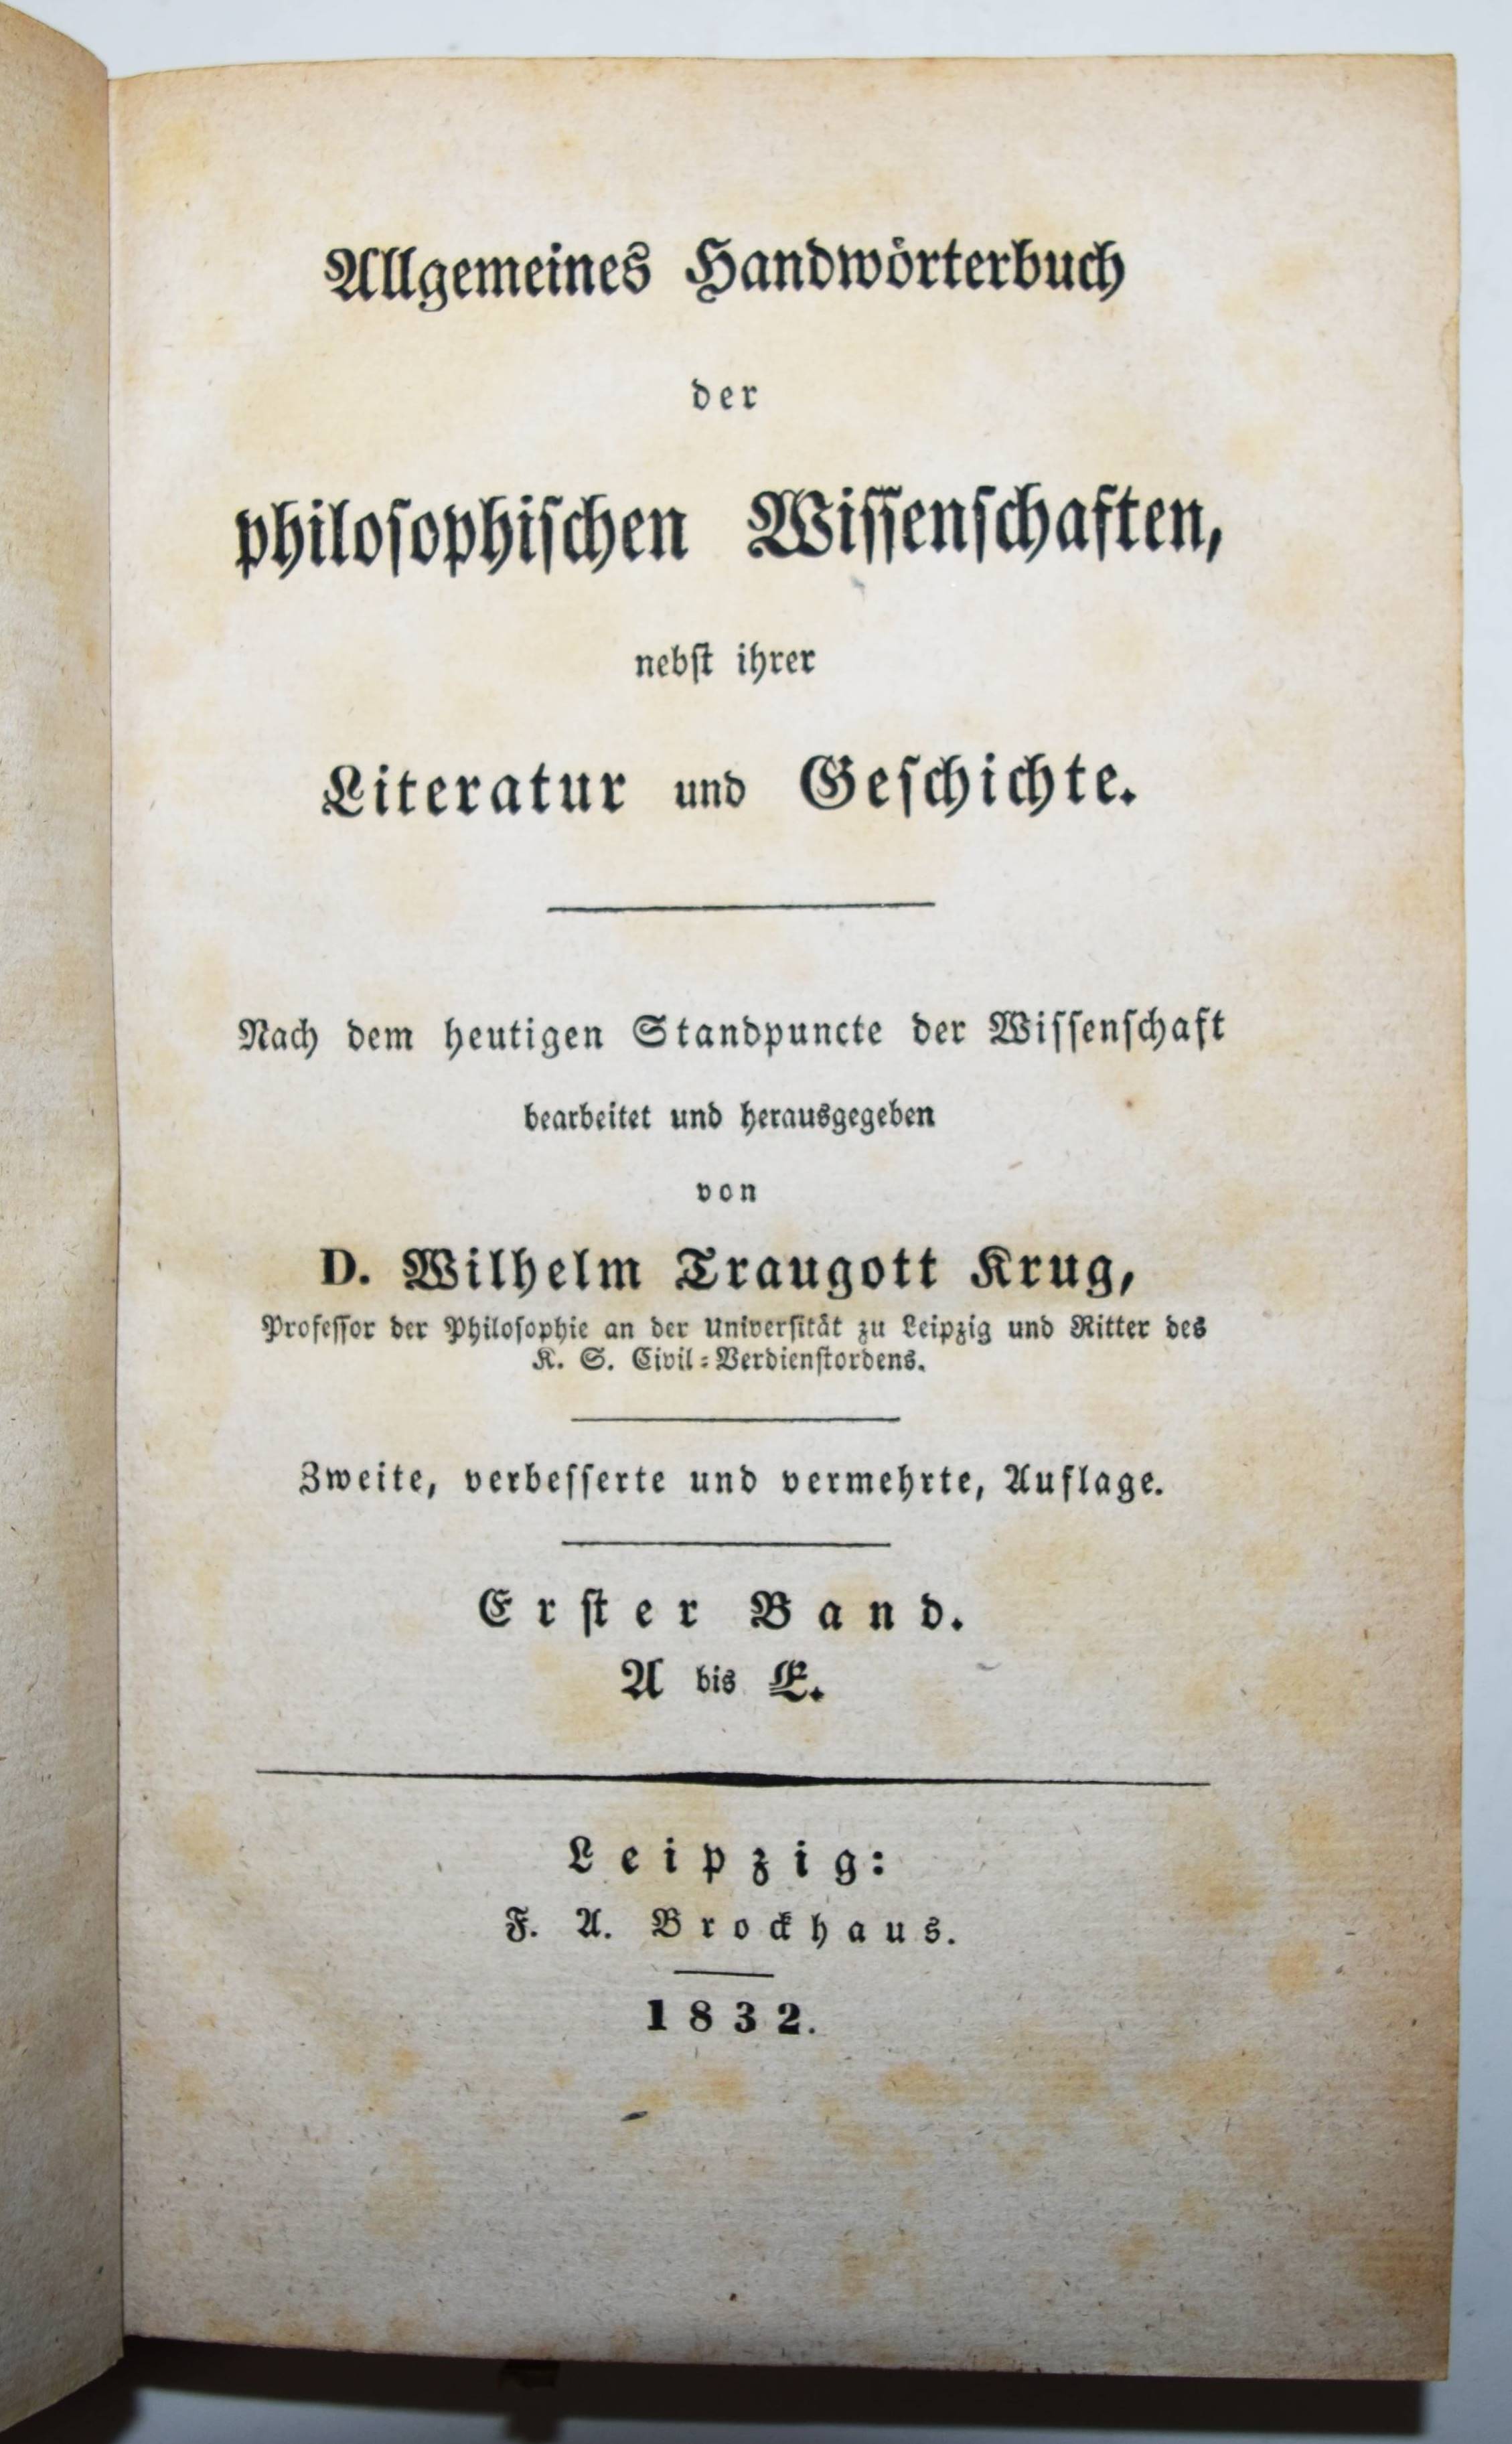 Allgemeines Handwörterbuch
der
philoſophiſchen Wiſſenſchaften,
nebſt ihrer
Literatur und Geſchichte.
Nach dem heutigen Standpuncte der Wiſſenſchaft
bearbeitet und herausgegeben
von
D. Wilhelm Traugott Krug,
Profeſſor der Philoſophie an der Univerſität zu Leipzig und Ritter des
K. S. Civil-Verdienſtordens.
Zweite, verbeſſerte und vermehrte, Auflage.
Erſter Band.
A bis E.
Leipzig:
F. A. Brockhaus.
1832.